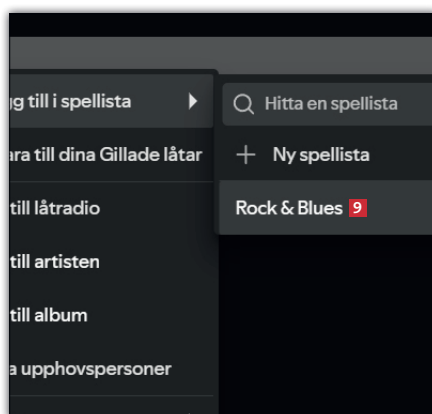 gg till i spellista
Hitta en spellista
ara till dina Gillade låtar
Ny spellista
till låtradio
Rock & Blues 9
till artisten
till album
a upphovspersoner